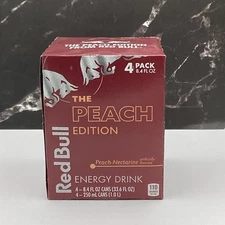 4 PACK
8.4 FL OZ
THE
PEACH
EDITION
Red Bull
Peach-Nectarine
ENERGY DRINK
4 - 8.4 FL OZ CANS (33.6 FL OZ)
4 - 250 mL CANS (1.0 L)
110